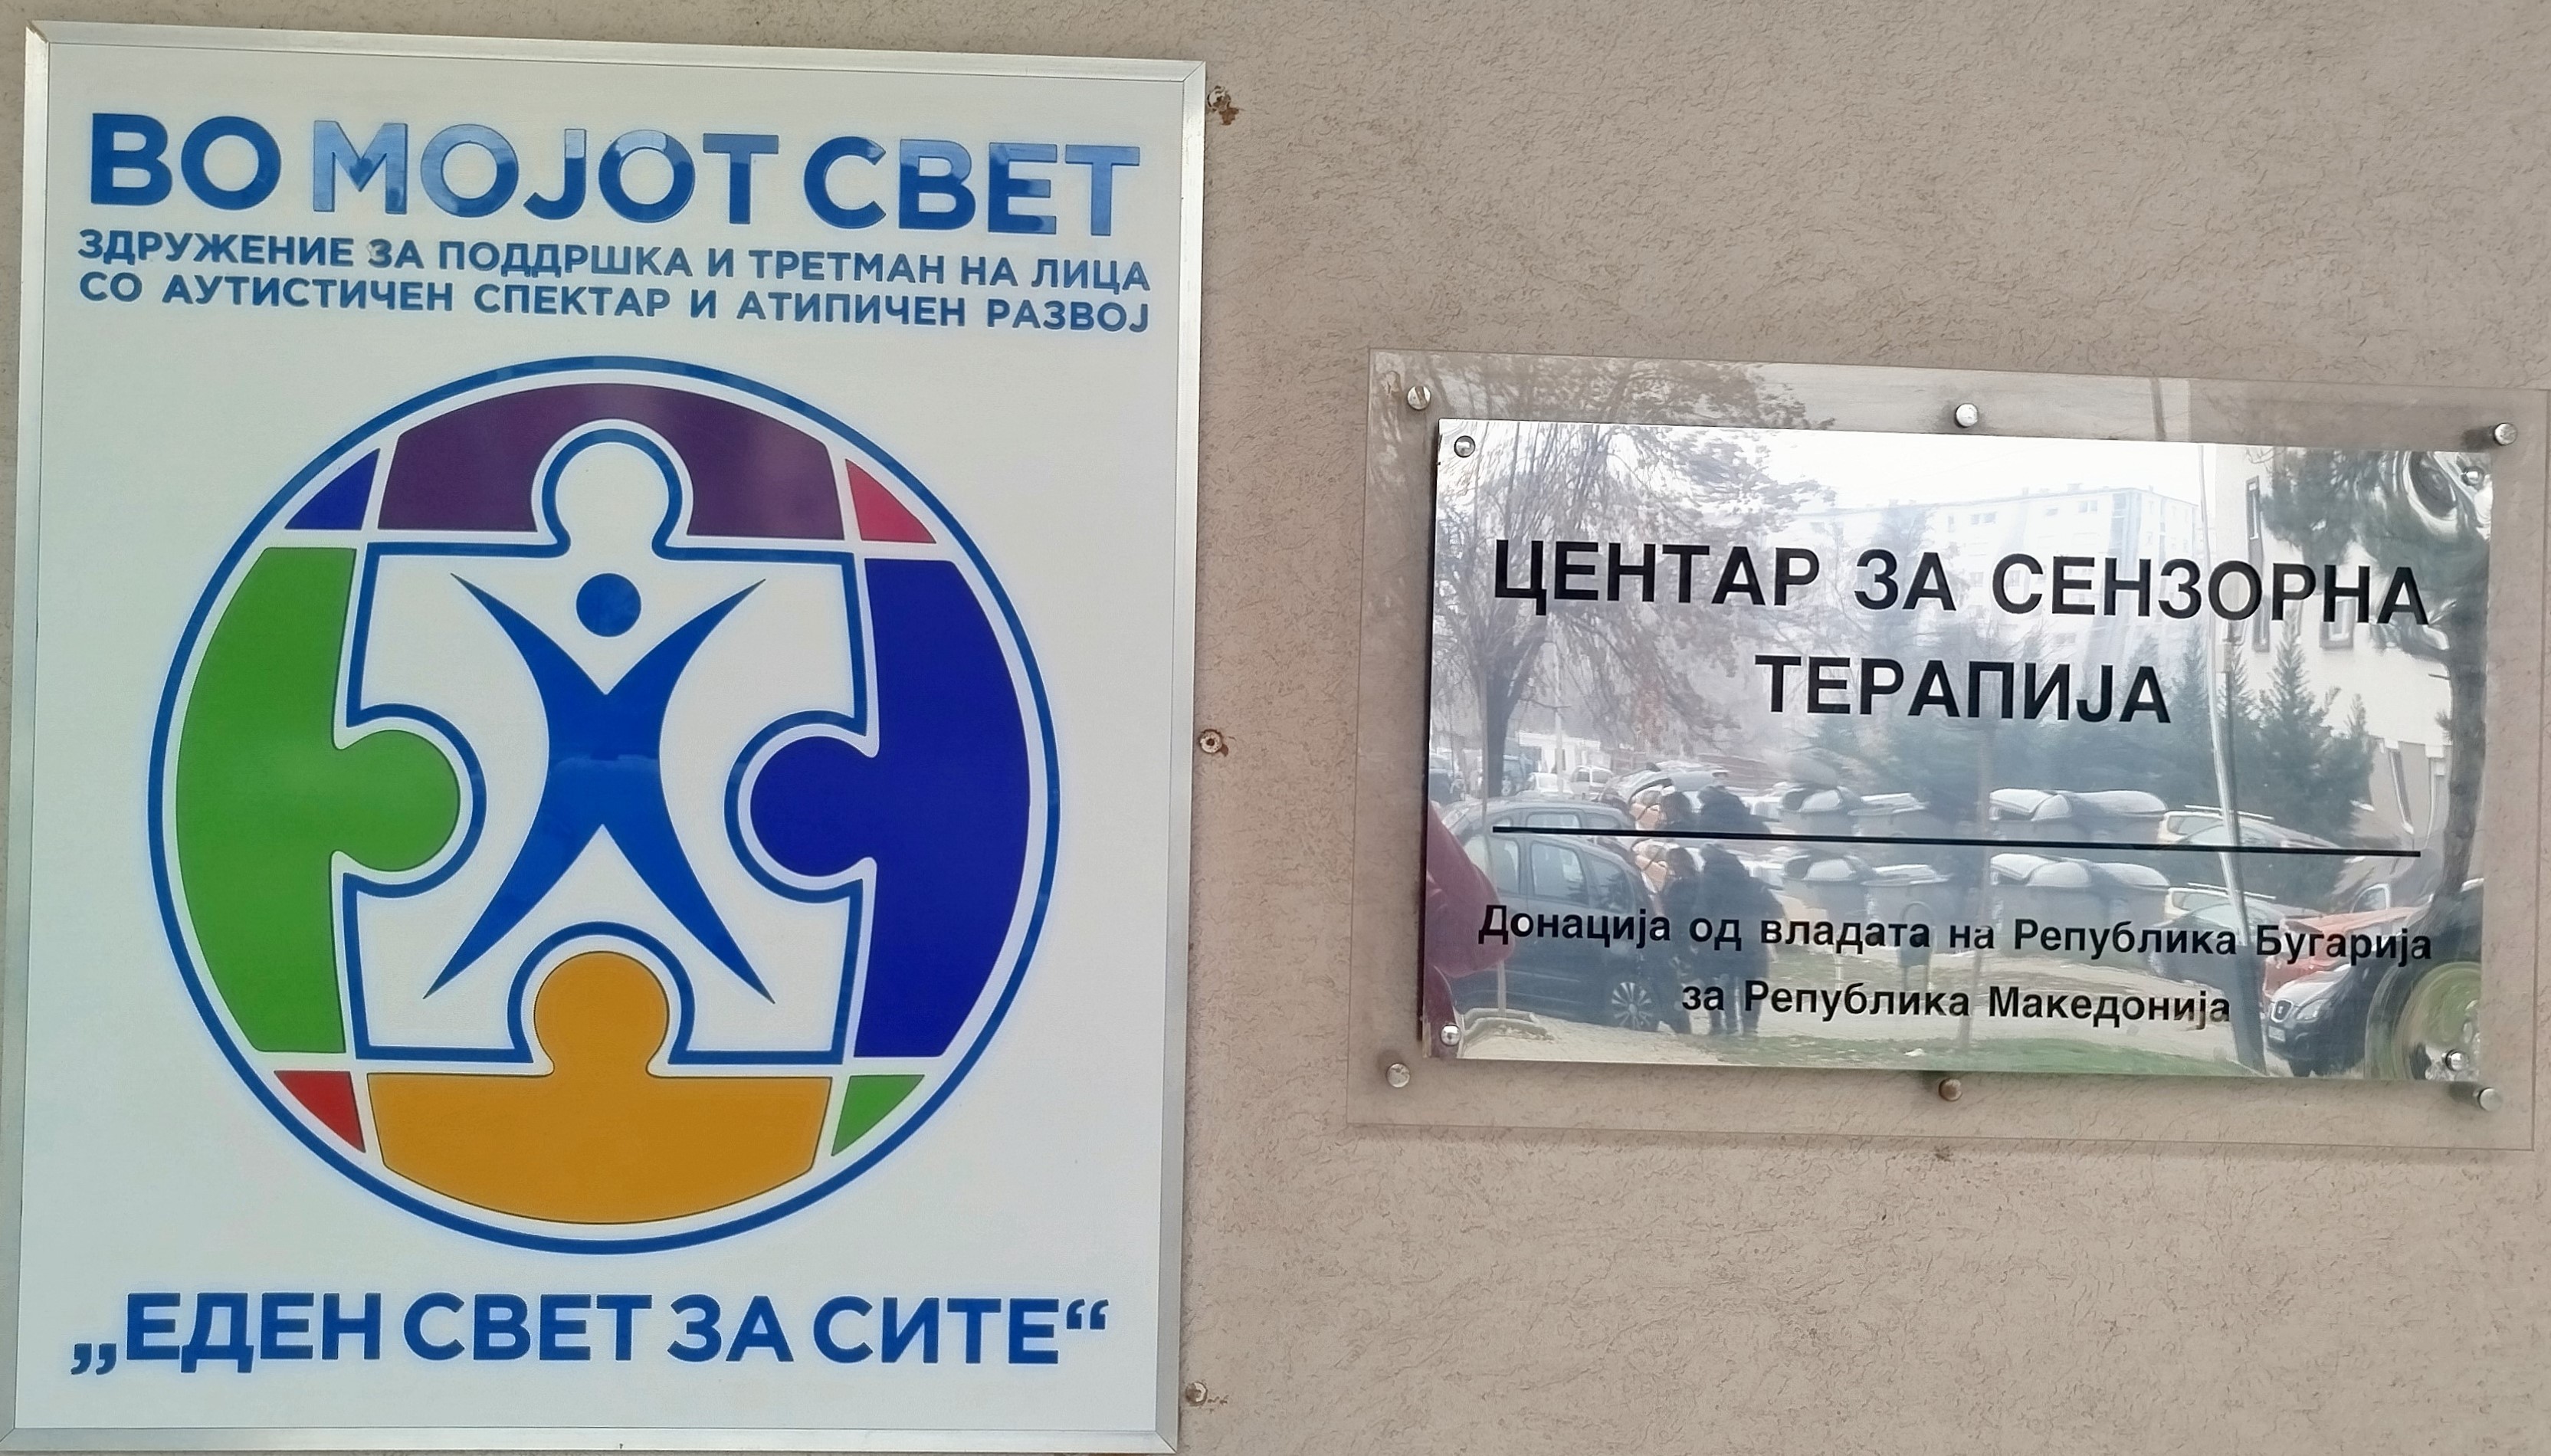 ВО МОЈОТ СВЕТ
ЗДРУЖЕНИЕ ЗА ПОДДРШКА И ТРЕТМАН НА ЛИЦА
СО АУТИСТИЧЕН СПЕКТАР И АТИПИЧЕН РАЗВОЈ
„ЕДЕН СВЕТ ЗА СИТЕ“
ЦЕНТАР ЗА СЕНЗОРНА
ТЕРАПИЈА
Донација од владата на Република Бугарија
за Република Македонија